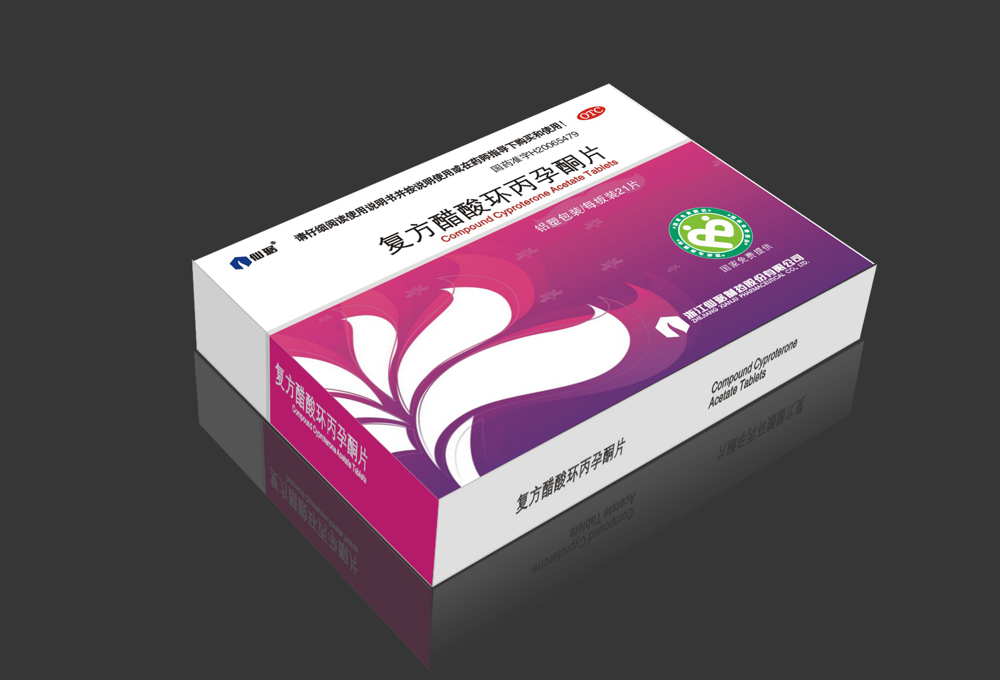 OTC
请仔细阅读使用说明书并按说明使用或在药师指导下购买和使用！
国药准字H20065479
仙琚®
复方醋酸环丙孕酮片
Compound Cyproterone Acetate Tablets
铝塑包装/每板装21片
国家免费提供
浙江仙琚制药股份有限公司
ZHEJIANG XIANJU PHARMACEUTICAL CO., LTD.
复方醋酸环丙孕酮片
Compound Cyproterone Acetate Tablets
复方醋酸环丙孕酮片
Compound Cyproterone
Acetate Tablets